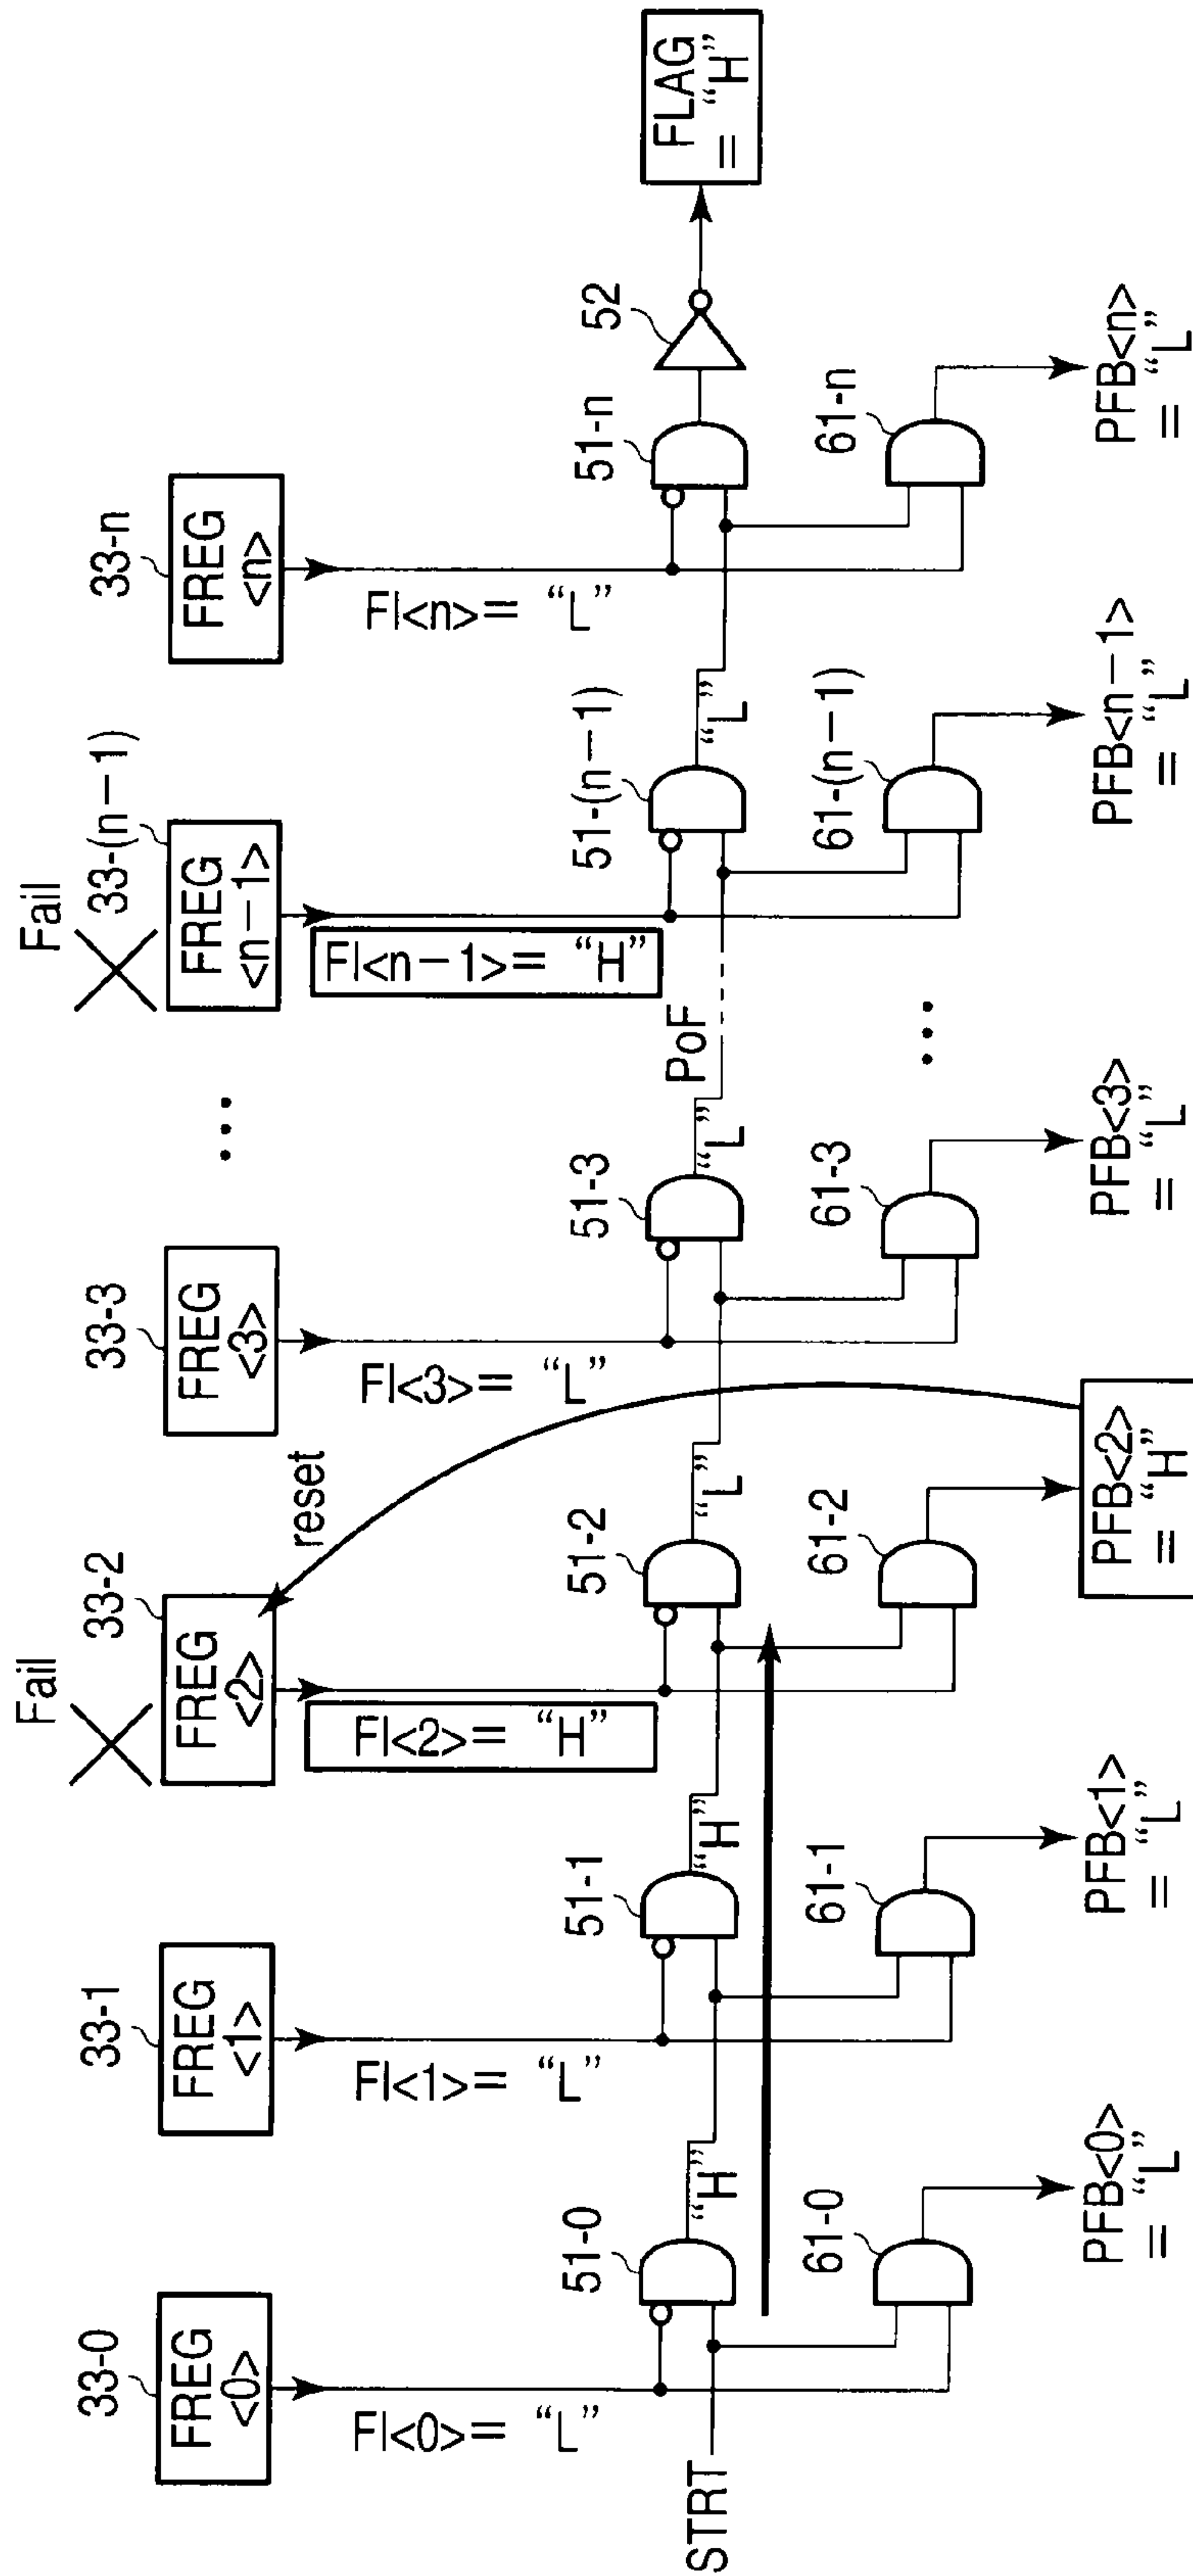 Fail
Fail
33-0
33-1
33-2
33-3
33-(n−1)
33-n
FREG
<0>
FREG
<1>
FREG
<2>
FREG
<3>
...
FREG
<n−1>
FREG
<n>
reset
FI<0>= “L”
FI<1>= “L”
FI<2>= “H”
FI<3>= “L”
FI<n−1>= “H”
FI<n>= “L”
51-0
51-1
51-2
51-3
51-(n−1)
51-n
52
STRT
“H”
“H”
“L”
“L”
PoF
“L”
FLAG
= “H”
61-0
61-1
61-2
61-3
...
61-(n−1)
61-n
PFB<0>
= “L”
PFB<1>
= “L”
PFB<2>
= “H”
PFB<3>
= “L”
PFB<n−1>
= “L”
PFB<n>
= “L”